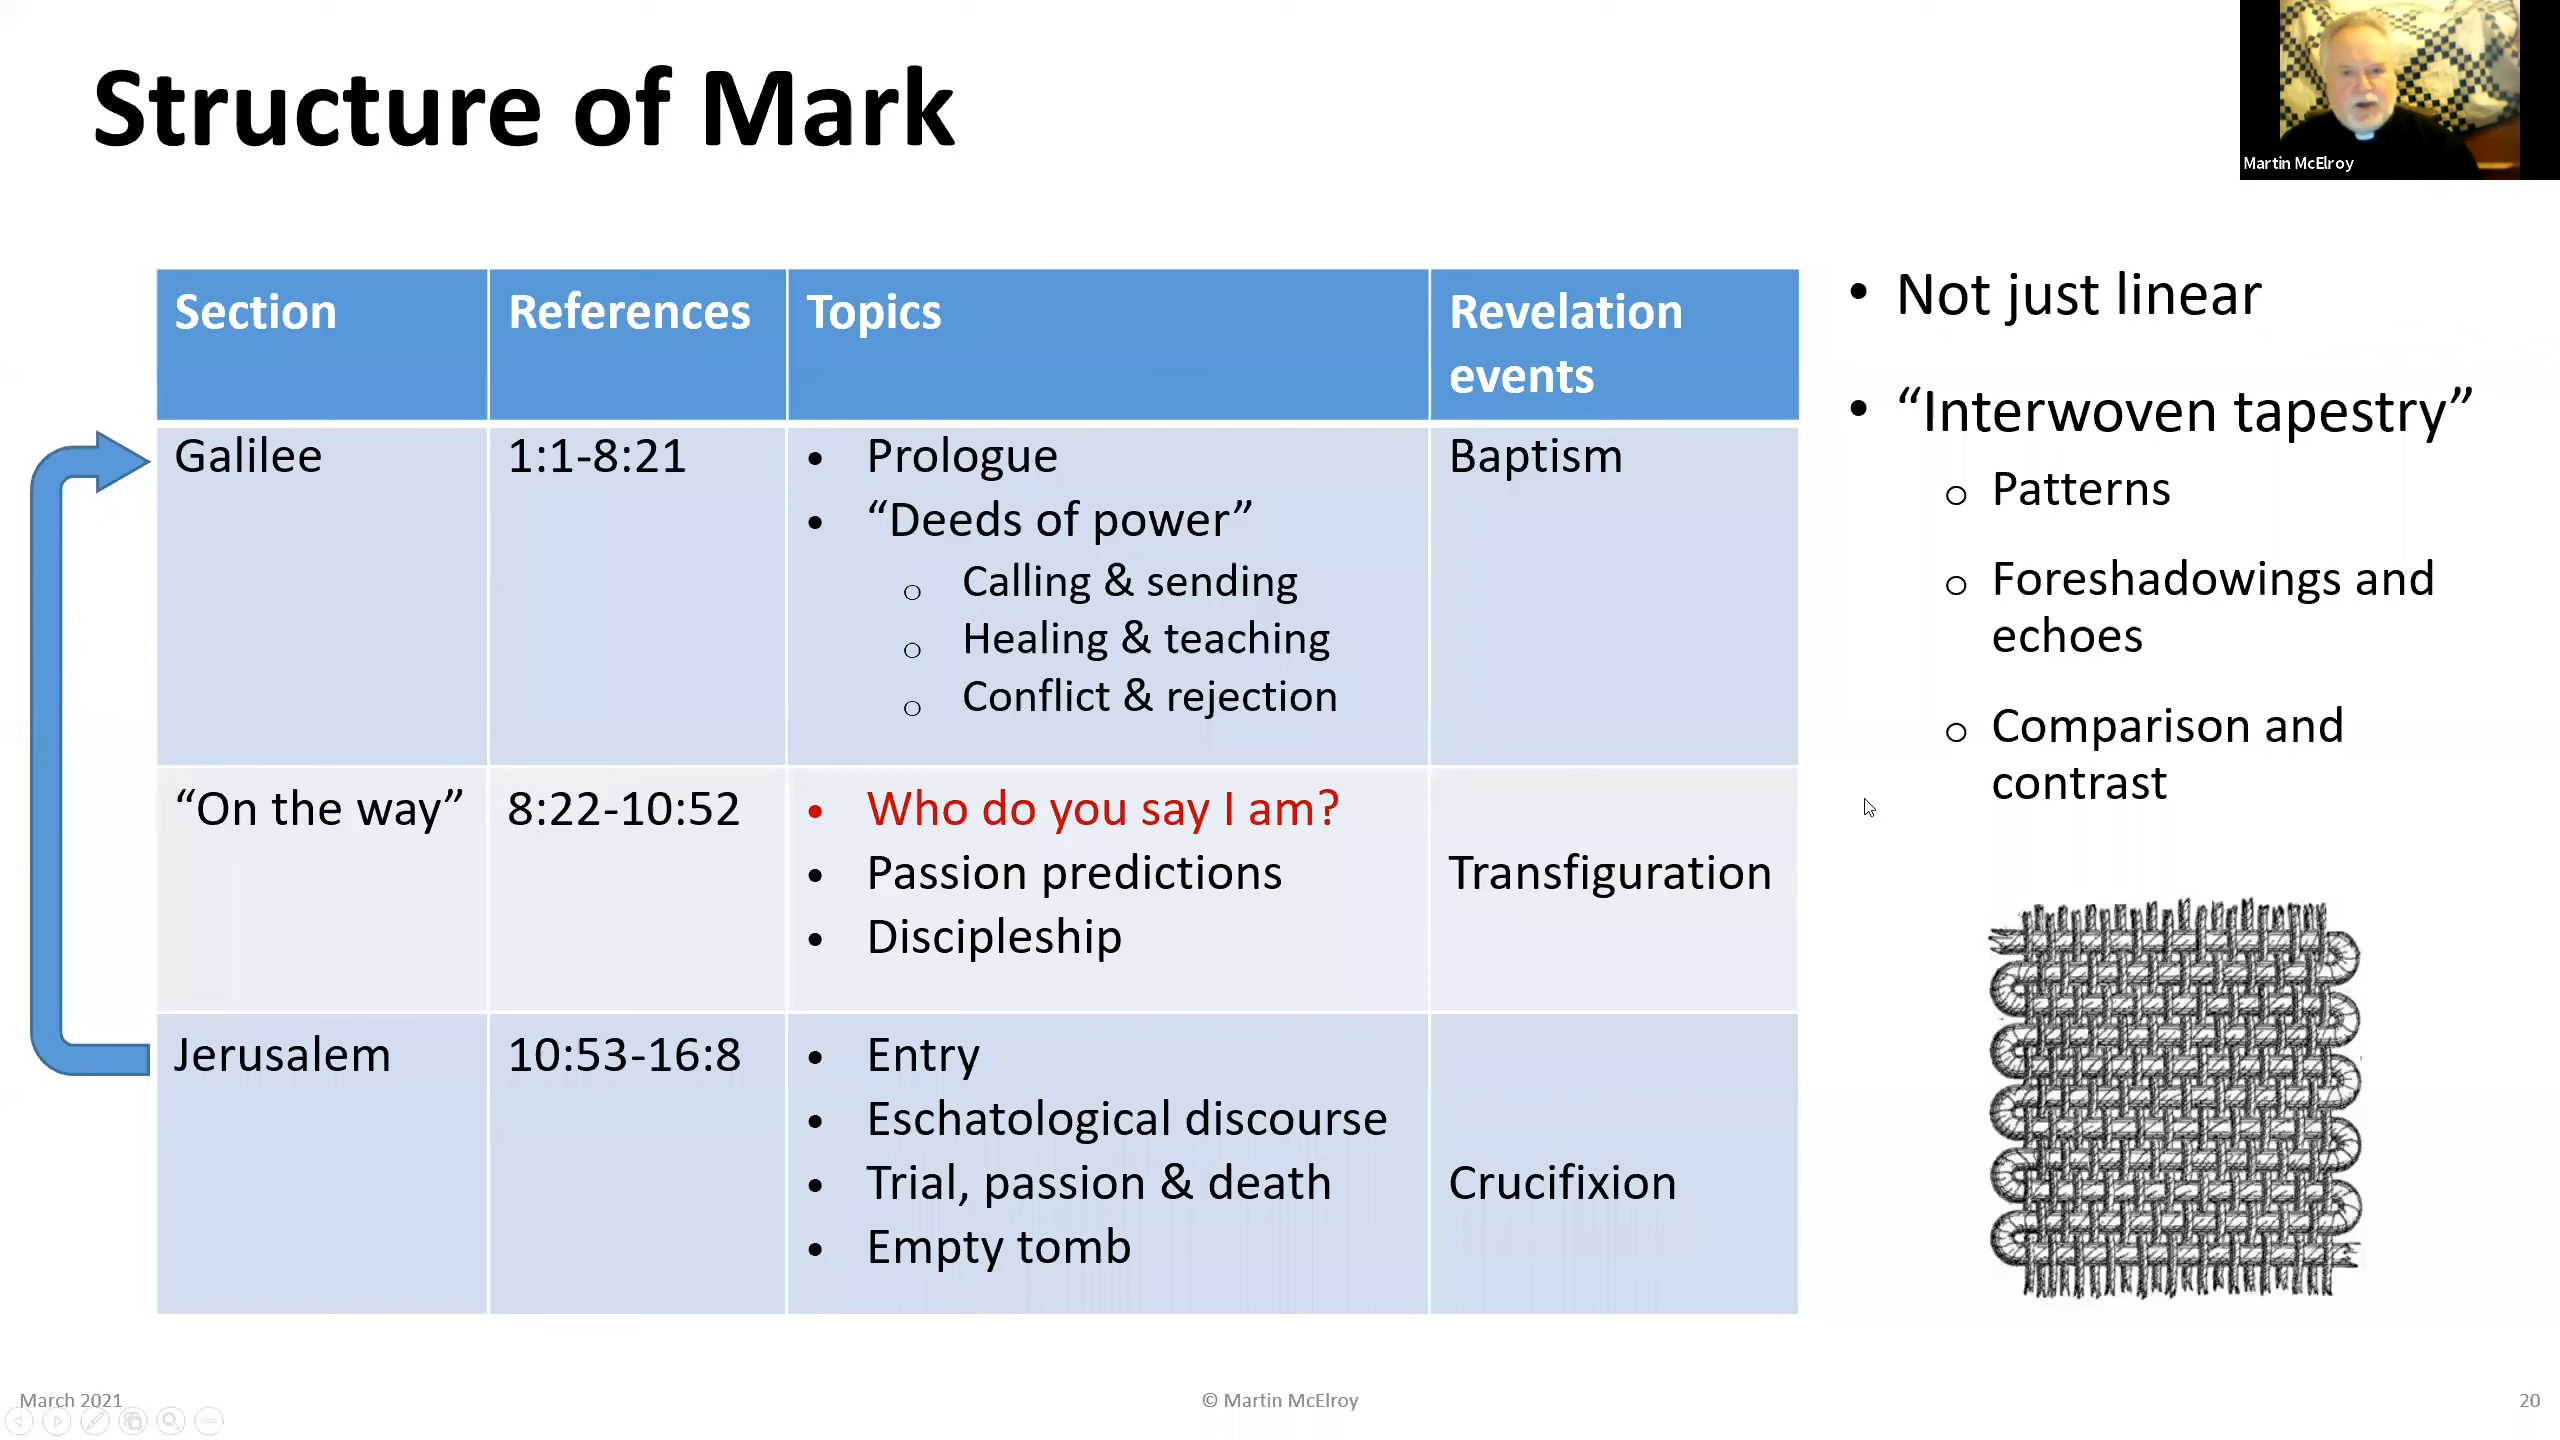 Structure of Mark
Martin McElroy
Section
References
Topics
Revelation
events
Galilee
1:1-8:21
• Prologue
• “Deeds of power”
o Calling & sending
o Healing & teaching
o Conflict & rejection
Baptism
“On the way”
8:22-10:52
• Who do you say I am?
• Passion predictions
• Discipleship
Transfiguration
Jerusalem
10:53-16:8
• Entry
• Eschatological discourse
• Trial, passion & death
• Empty tomb
Crucifixion
• Not just linear
• “Interwoven tapestry”
o Patterns
o Foreshadowings and
echoes
o Comparison and
contrast
March 2021
© Martin McElroy
20